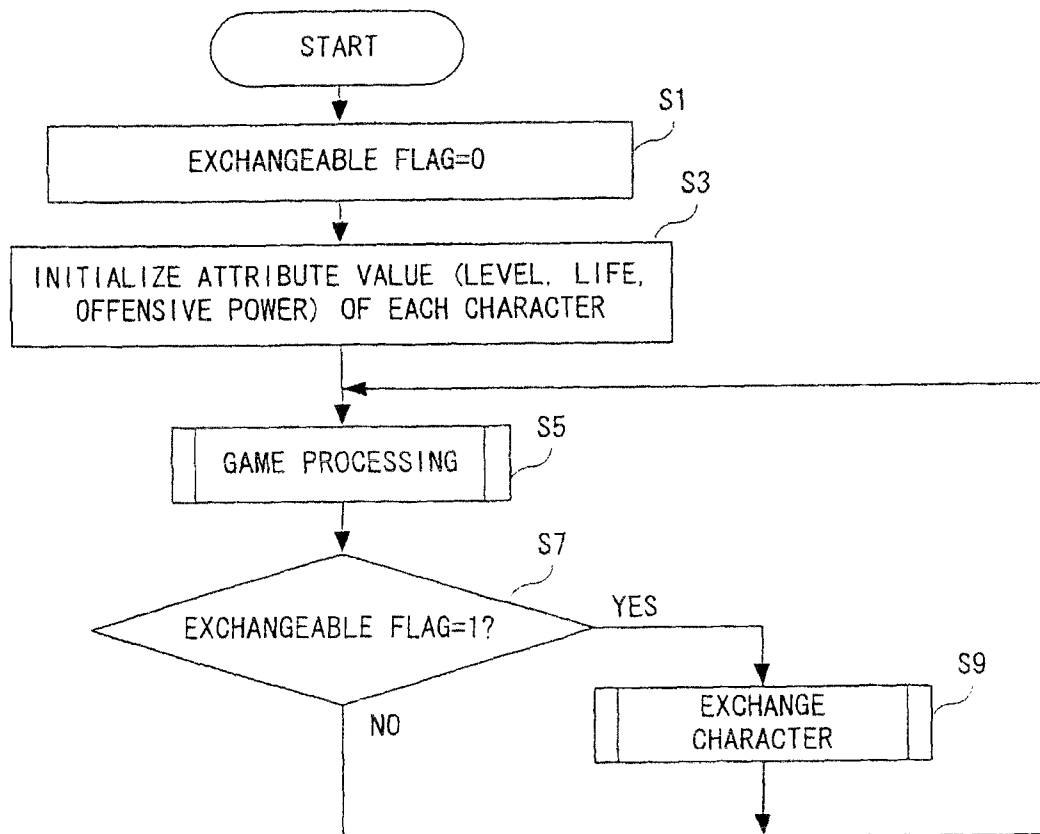 START
S1
EXCHANGEABLE FLAG=0
S3
INITIALIZE ATTRIBUTE VALUE (LEVEL, LIFE,
OFFENSIVE POWER) OF EACH CHARACTER
S5
GAME PROCESSING
S7
EXCHANGEABLE FLAG=1?
YES
NO
S9
EXCHANGE
CHARACTER